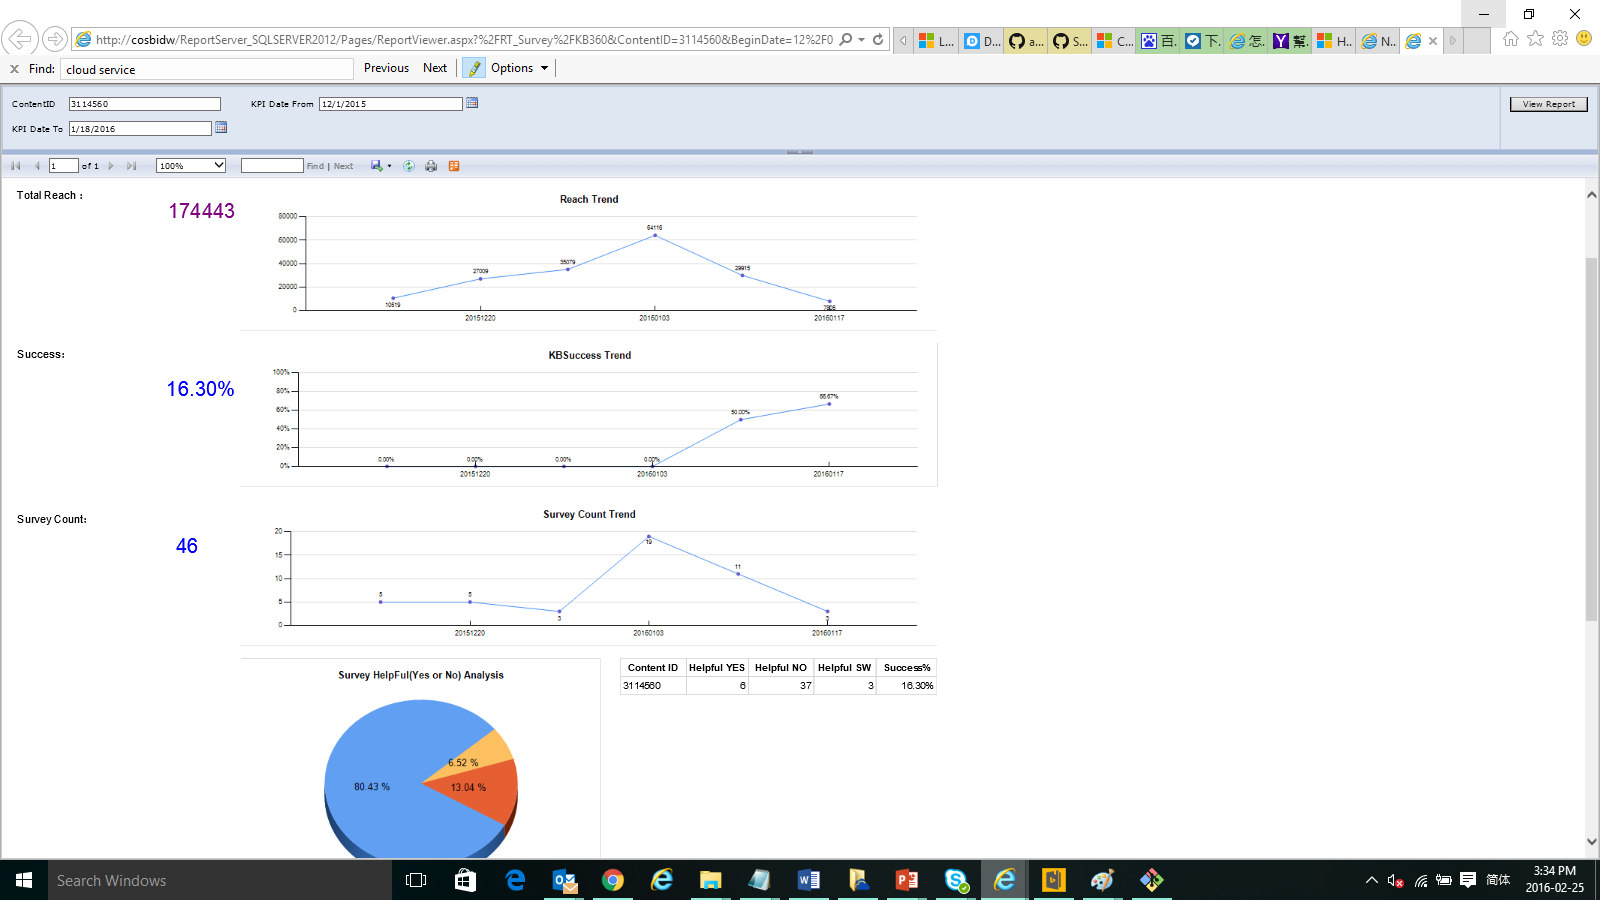 http://cosbidw/ReportServer_SQLSERVER2012/Pages/ReportViewer.aspx?%2FRT_Survey%2FKB360&ContentID=3114560&BeginDate=12%2F0
L...
D...
a...
S...
C...
百.
下.
怎.
幫.
H..
N..
X Find: cloud service Previous Next Options
ContentID 3114560 KPI Date From 12/1/2015 View Report
KPI Date To 1/18/2016
1 of 1 100% Find | Next
Total Reach :
174443
Reach Trend
80000
60000
40000
20000
0
10519
27009
35079
64116
29915
20151220
20160103
20160117
Success:
16.30%
KBSuccess Trend
100%
80%
60%
40%
20%
0%
0.00%
0.00%
0.00%
0.00%
50.00%
66.67%
20151220
20160103
20160117
Survey Count:
46
Survey Count Trend
20
15
10
5
0
5
5
3
19
11
3
20151220
20160103
20160117
Survey HelpFul(Yes or No) Analysis
80.43 %
6.52 %
13.04 %
Content ID Helpful YES Helpful NO Helpful SW Success%
3114560 6 37 3 16.30%
Search Windows
简体
3:34 PM
2016-02-25